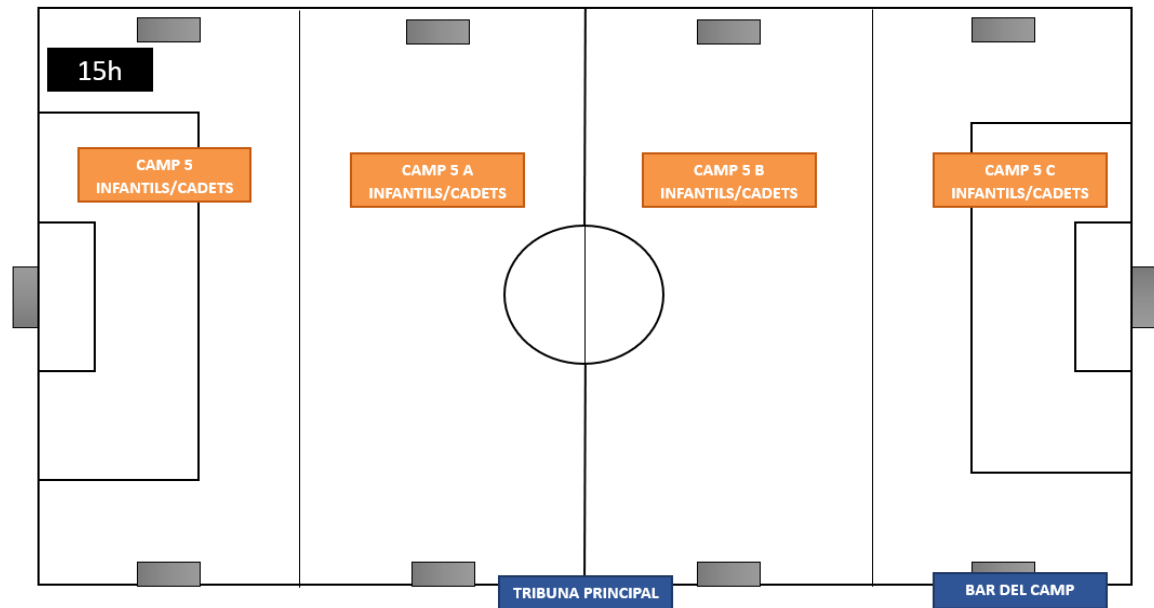 15h
CAMP 5
INFANTILS/CADETS
CAMP 5 A
INFANTILS/CADETS
CAMP 5 B
INFANTILS/CADETS
CAMP 5 C
INFANTILS/CADETS
TRIBUNA PRINCIPAL
BAR DEL CAMP